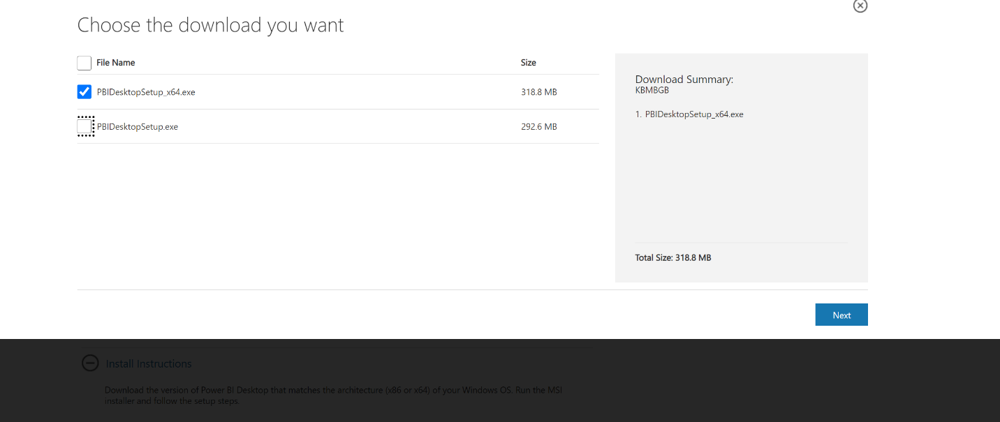 Choose the download you want
File Name
Size
PBIDesktopSetup_x64.exe
318.8 MB
PBIDesktopSetup.exe
292.6 MB
Download Summary:
KBMBGB
1. PBIDesktopSetup_x64.exe
Total Size: 318.8 MB
Next
Install Instructions
Download the version of Power BI Desktop that matches the architecture (x86 or x64) of your Windows OS. Run the MSI
installer and follow the setup steps.